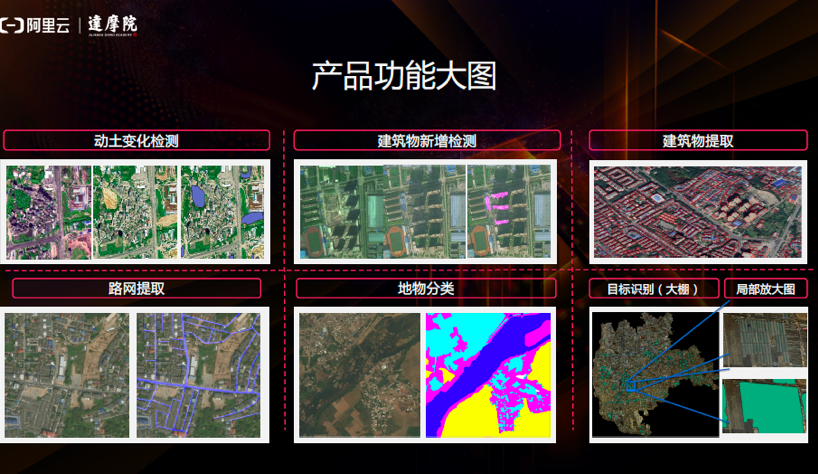 阿里云 | 達摩院
ALIBABA DAMO ACADEMY
产品功能大图
动土变化检测
建筑物新增检测
建筑物提取
路网提取
地物分类
目标识别（大棚）
局部放大图